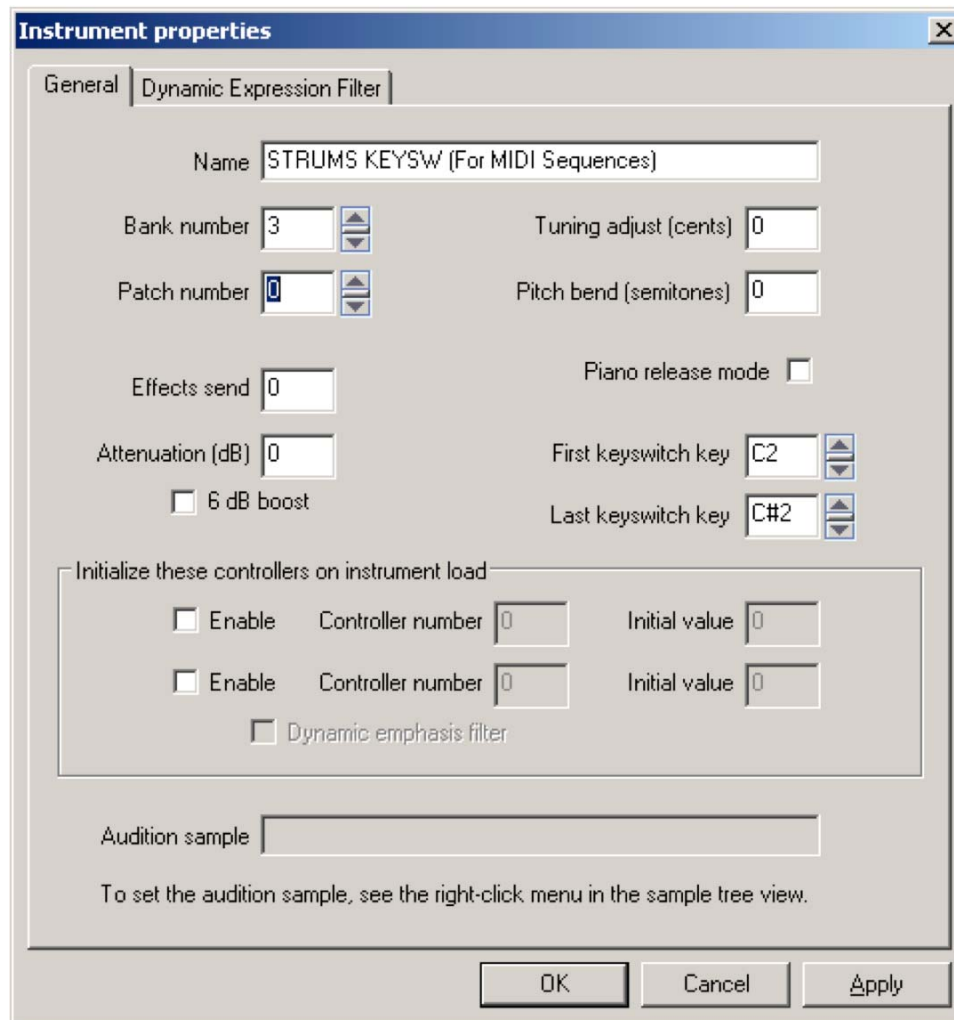 Instrument properties
General Dynamic Expression Filter
Name STRUMS KEYSW (For MIDI Sequences)
Bank number 3 Tuning adjust (cents) 0
Patch number 0 Pitch bend (semitones) 0
Effects send 0 Piano release mode
Attenuation (dB) 0 First keyswitch key C2
6 dB boost Last keyswitch key C#2
Initialize these controllers on instrument load
Enable Controller number 0 Initial value 0
Enable Controller number 0 Initial value 0
Dynamic emphasis filter
Audition sample
To set the audition sample, see the right-click menu in the sample tree view.
OK Cancel Apply